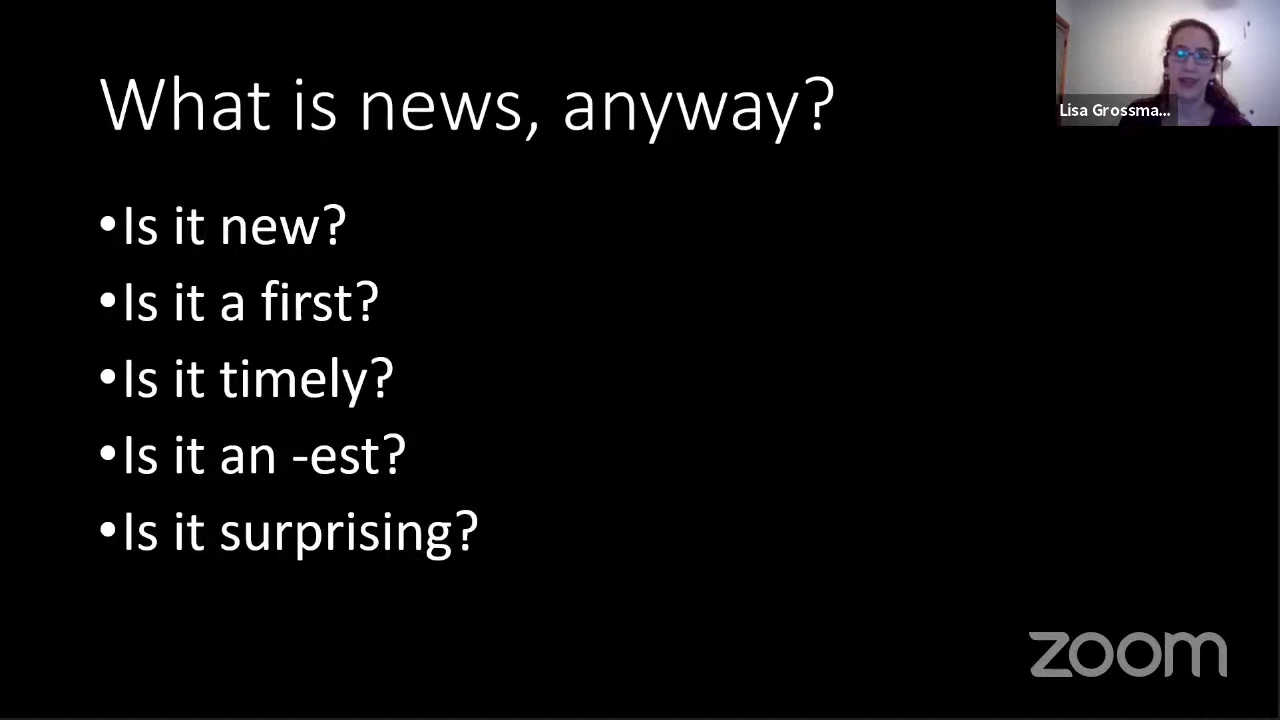 What is news, anyway?
Lisa Grossma...
•Is it new?
•Is it a first?
•Is it timely?
•Is it an -est?
•Is it surprising?
zoom